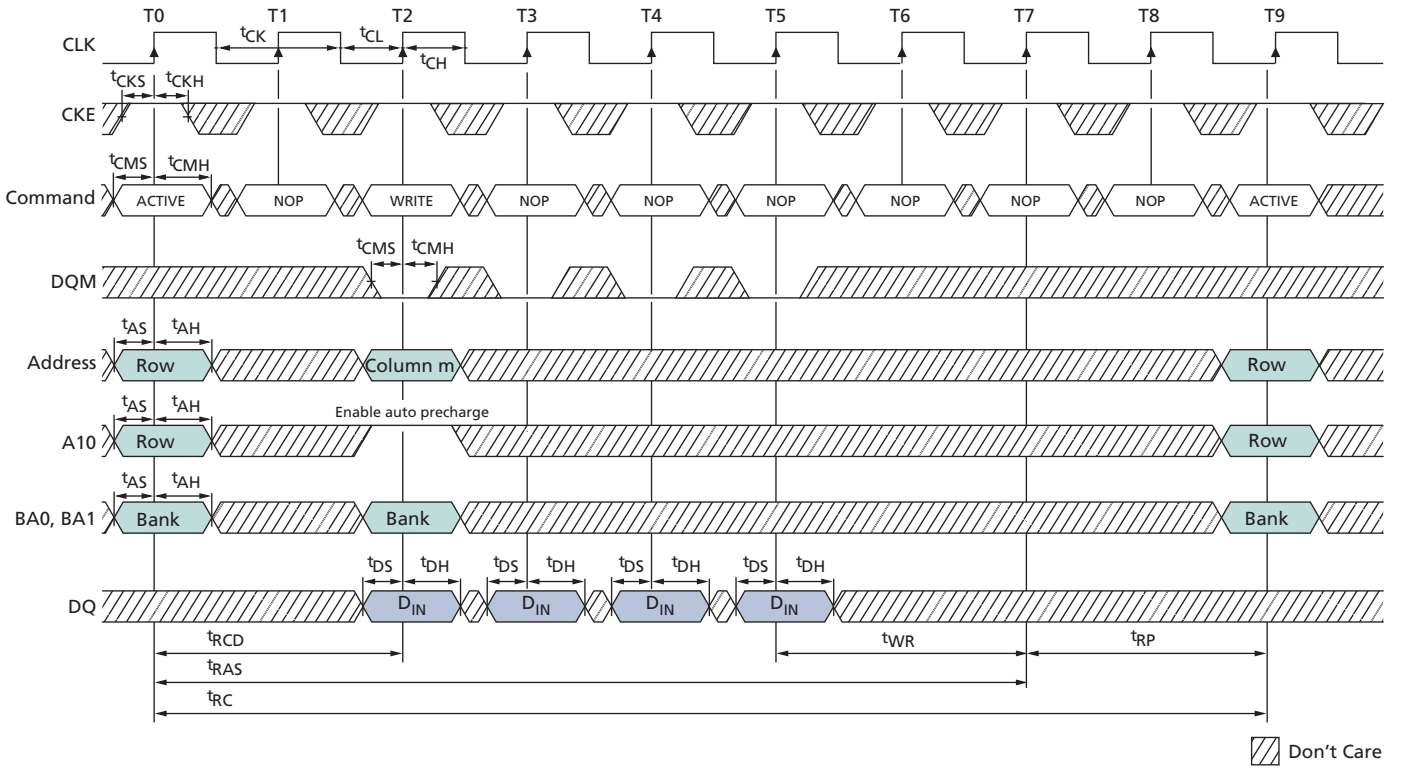 T0 T1 T2 T3 T4 T5 T6 T7 T8 T9
CLK tCK tCL tCH
tCKS tCKH
CKE
tCMS tCMH
Command ACTIVE NOP WRITE NOP NOP NOP NOP NOP NOP ACTIVE
tCMS tCMH
DQM
tAS tAH
Address Row Column m Row
tAS tAH Enable auto precharge
A10 Row Row
tAS tAH
BA0, BA1 Bank Bank Bank
tDS tDH tDS tDH tDS tDH tDS tDH
DQ DIN DIN DIN DIN
tRCD tWR tRP
tRAS
tRC
Don't Care